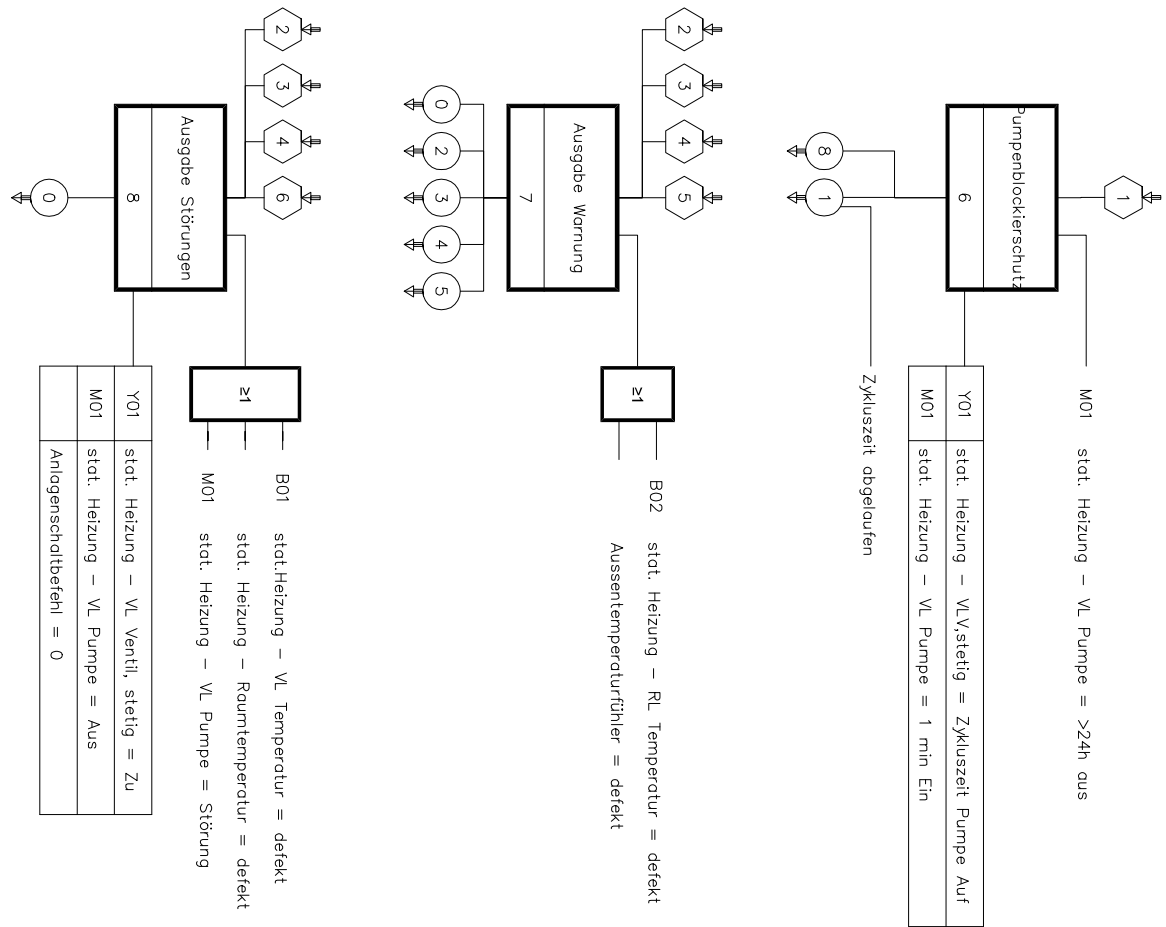 1
M01 stat. Heizung – VL Pumpe = >24h aus
Pumpenblockierschutz
6
Y01 stat. Heizung – VLV,stetig = Zykluszeit Pumpe Auf
M01 stat. Heizung – VL Pumpe = 1 min Ein
Zykluszeit abgelaufen
8 1
2 3 4 5
B02 stat. Heizung – RL Temperatur = defekt
≥1
Aussentemperaturfühler = defekt
Ausgabe Warnung
7
0 2 3 4 5
2 3 4 6
B01 stat.Heizung – VL Temperatur = defekt
≥1
stat. Heizung – Raumtemperatur = defekt
M01 stat. Heizung – VL Pumpe = Störung
Ausgabe Störungen
8
Y01 stat. Heizung – VL Ventil, stetig = Zu
M01 stat. Heizung – VL Pumpe = Aus
Anlagenschaltbefehl = 0
0